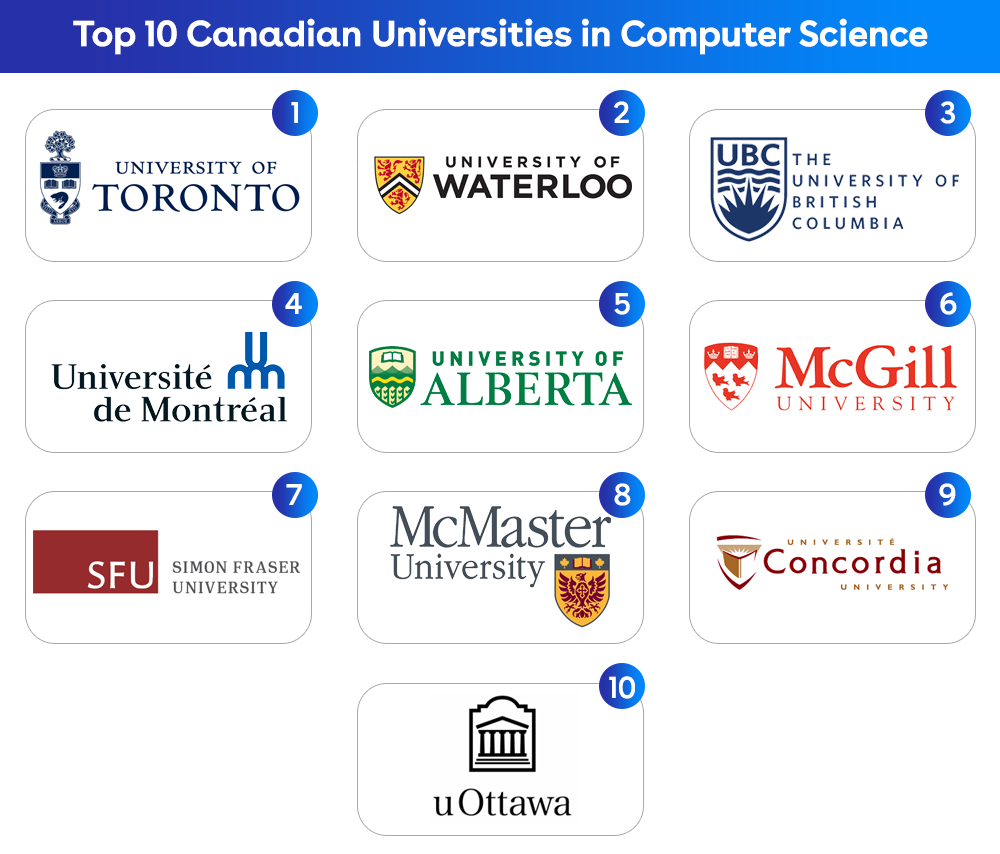 Top 10 Canadian Universities in Computer Science
1
UNIVERSITY OF
TORONTO
2
UNIVERSITY OF
WATERLOO
3
UBC
THE
UNIVERSITY OF
BRITISH
COLUMBIA
4
Université
de Montréal
5
UNIVERSITY OF
ALBERTA
6
McGill
UNIVERSITY
7
SFU
SIMON FRASER
UNIVERSITY
8
McMaster
University
9
UNIVERSITÉ
Concordia
UNIVERSITY
10
uOttawa